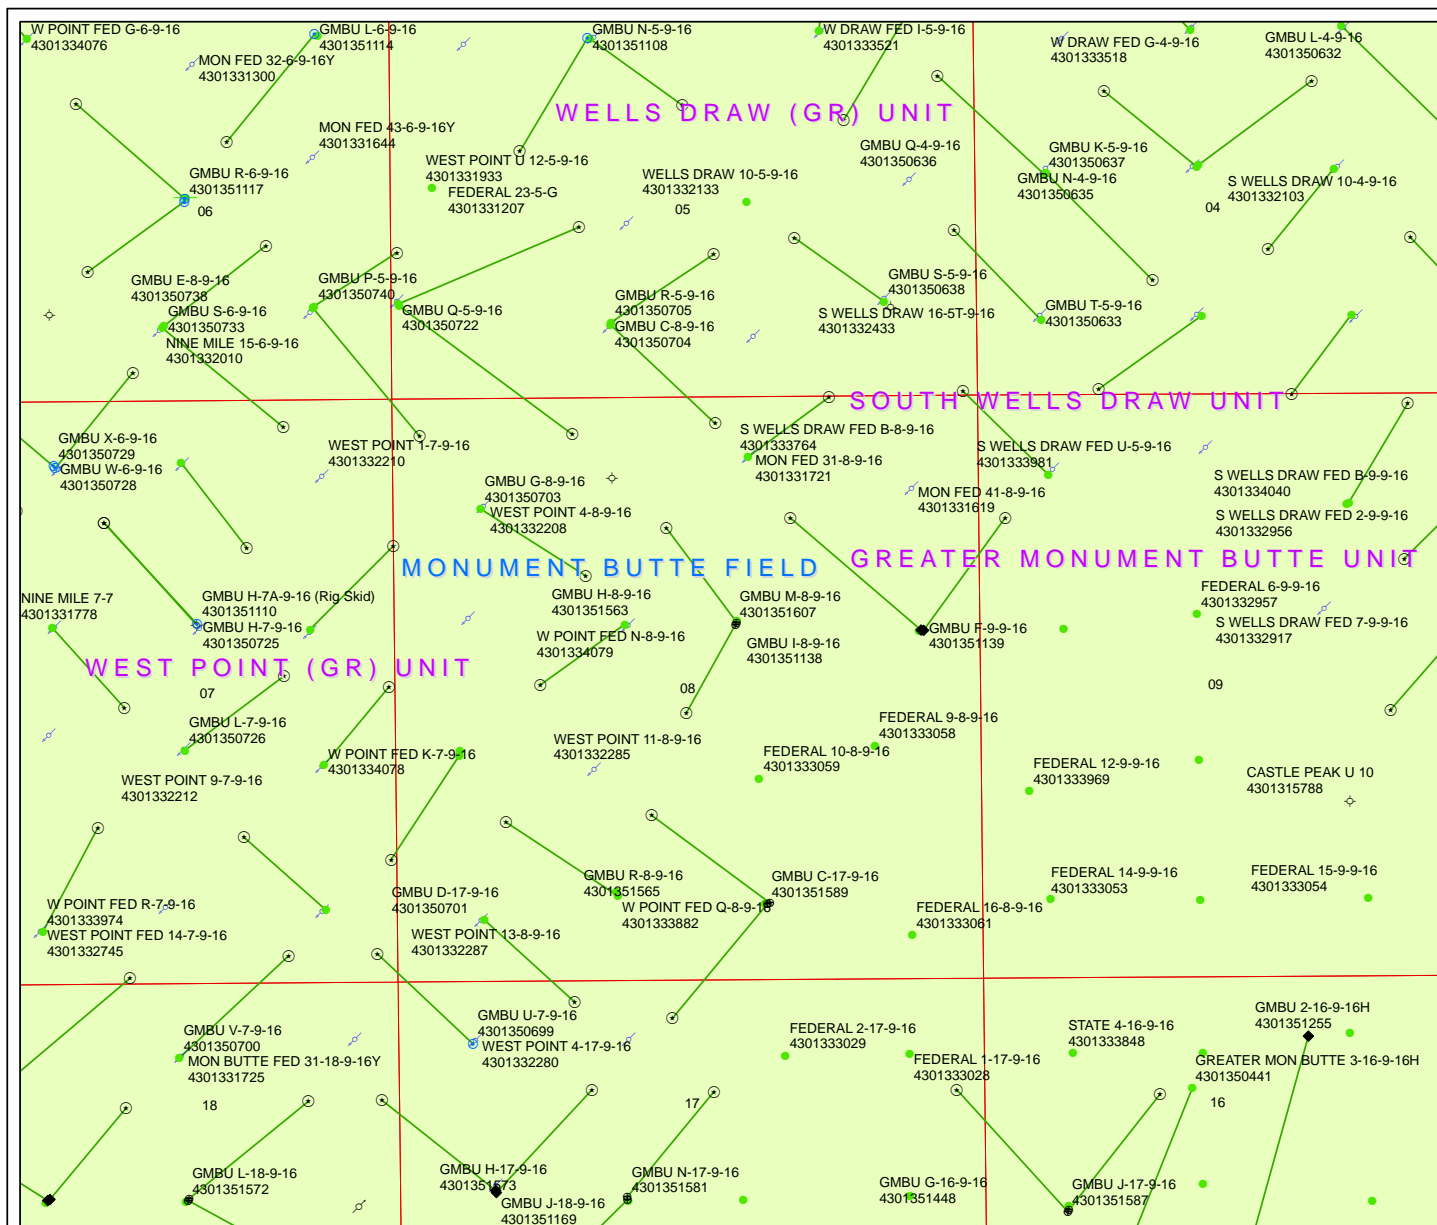 W POINT FED G-6-9-16
4301334076
GMBU L-6-9-16
4301351114
GMBU N-5-9-16
4301351108
W DRAW FED I-5-9-16
4301333521
W DRAW FED G-4-9-16
4301333518
GMBU L-4-9-16
4301350632
MON FED 32-6-9-16Y
4301331300
WELLS DRAW (GR) UNIT
MON FED 43-6-9-16Y
4301331644
WEST POINT U 12-5-9-16
4301331933
FEDERAL 23-5-G
4301331207
WELLS DRAW 10-5-9-16
4301332133
GMBU Q-4-9-16
4301350636
GMBU K-5-9-16
4301350637
GMBU N-4-9-16
4301350635
S WELLS DRAW 10-4-9-16
4301332103
GMBU R-6-9-16
4301351117
06
05
04
GMBU E-8-9-16
4301350738
GMBU S-6-9-16
4301350733
NINE MILE 15-6-9-16
4301332010
GMBU P-5-9-16
4301350740
GMBU Q-5-9-16
4301350722
GMBU R-5-9-16
4301350705
GMBU C-8-9-16
4301350704
GMBU S-5-9-16
4301350638
S WELLS DRAW 16-5T-9-16
4301332433
GMBU T-5-9-16
4301350633
SOUTH WELLS DRAW UNIT
GMBU X-6-9-16
4301350729
GMBU W-6-9-16
4301350728
WEST POINT 1-7-9-16
4301332210
S WELLS DRAW FED B-8-9-16
4301333764
MON FED 31-8-9-16
4301331721
S WELLS DRAW FED U-5-9-16
4301333981
MON FED 41-8-9-16
4301331619
S WELLS DRAW FED B-9-9-16
4301334040
S WELLS DRAW FED 2-9-9-16
4301332956
GMBU G-8-9-16
4301350703
WEST POINT 4-8-9-16
4301332208
MONUMENT BUTTE FIELD
GREATER MONUMENT BUTTE UNIT
NINE MILE 7-7
4301331778
GMBU H-7A-9-16 (Rig Skid)
4301351110
GMBU H-7-9-16
4301350725
GMBU H-8-9-16
4301351563
W POINT FED N-8-9-16
4301334079
GMBU M-8-9-16
4301351607
GMBU I-8-9-16
4301351138
GMBU F-9-9-16
4301351139
FEDERAL 6-9-9-16
4301332957
S WELLS DRAW FED 7-9-9-16
4301332917
WEST POINT (GR) UNIT
07
08
09
GMBU L-7-9-16
4301350726
W POINT FED K-7-9-16
4301334078
WEST POINT 9-7-9-16
4301332212
WEST POINT 11-8-9-16
4301332285
FEDERAL 9-8-9-16
4301333058
FEDERAL 10-8-9-16
4301333059
FEDERAL 12-9-9-16
4301333969
CASTLE PEAK U 10
4301315788
W POINT FED R-7-9-16
4301333974
WEST POINT FED 14-7-9-16
4301332745
GMBU D-17-9-16
4301350701
WEST POINT 13-8-9-16
4301332287
GMBU R-8-9-16
4301351565
W POINT FED Q-8-9-16
4301333882
GMBU C-17-9-16
4301351589
FEDERAL 16-8-9-16
4301333061
FEDERAL 14-9-9-16
4301333053
FEDERAL 15-9-9-16
4301333054
GMBU V-7-9-16
4301350700
MON BUTTE FED 31-18-9-16Y
4301331725
GMBU U-7-9-16
4301350699
WEST POINT 4-17-9-16
4301332280
FEDERAL 2-17-9-16
4301333029
FEDERAL 1-17-9-16
4301333028
STATE 4-16-9-16
4301333848
GMBU 2-16-9-16H
4301351255
GREATER MON BUTTE 3-16-9-16H
4301350441
18
17
16
GMBU L-18-9-16
4301351572
GMBU H-17-9-16
4301351573
GMBU J-18-9-16
4301351169
GMBU N-17-9-16
4301351581
GMBU G-16-9-16
4301351448
GMBU J-17-9-16
4301351587